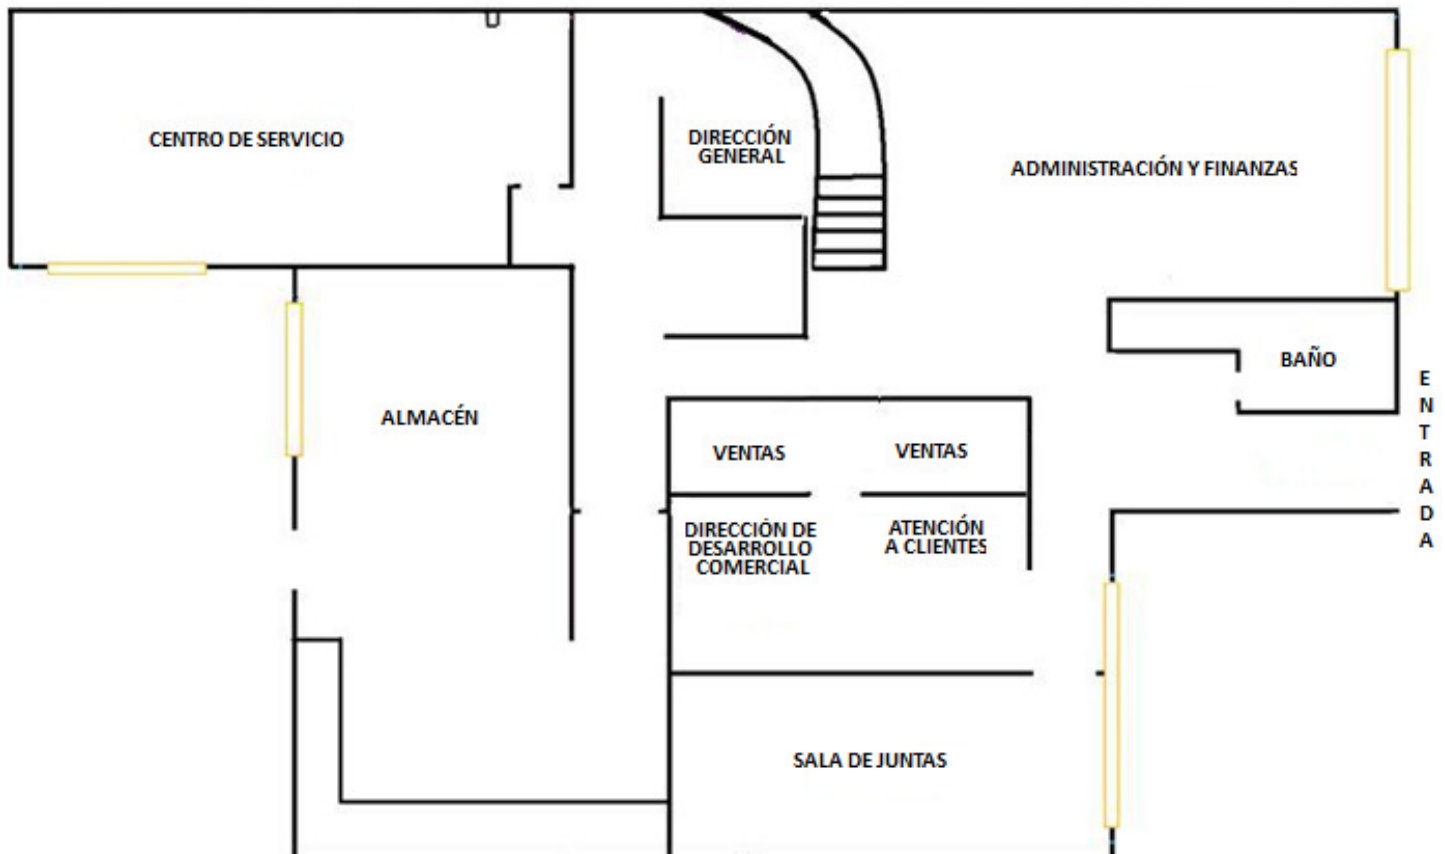 CENTRO DE SERVICIO
DIRECCIÓN
GENERAL
ADMINISTRACIÓN Y FINANZAS
BAÑO
ENTRADA
ALMACÉN
VENTAS
VENTAS
DIRECCIÓN DE
DESARROLLO
COMERCIAL
ATENCIÓN
A CLIENTES
SALA DE JUNTAS